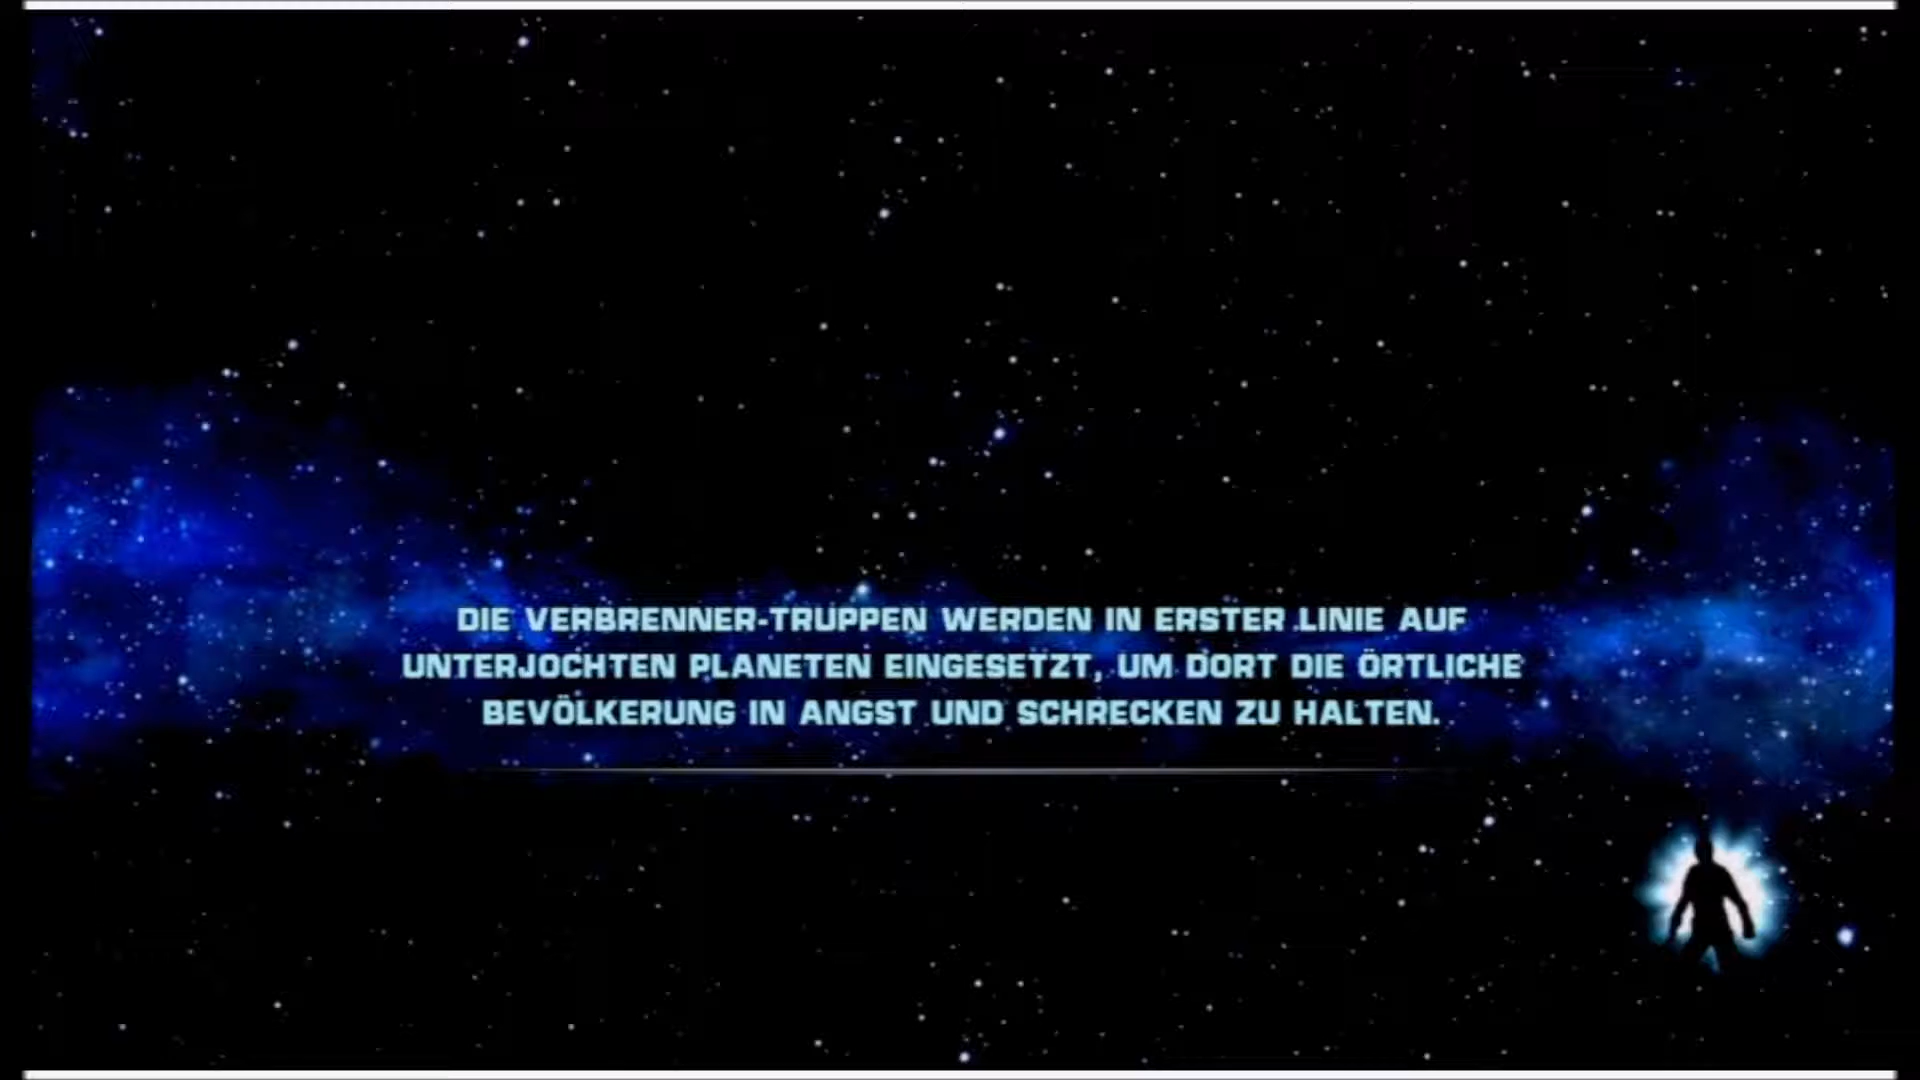 DIE VERBRENNER-TRUPPEN WERDEN IN ERSTER LINIE AUF
UNTERJOCHTEN PLANETEN EINGESETZT, UM DORT DIE ÖRTLICHE
BEVÖLKERUNG IN ANGST UND SCHRECKEN ZU HALTEN.